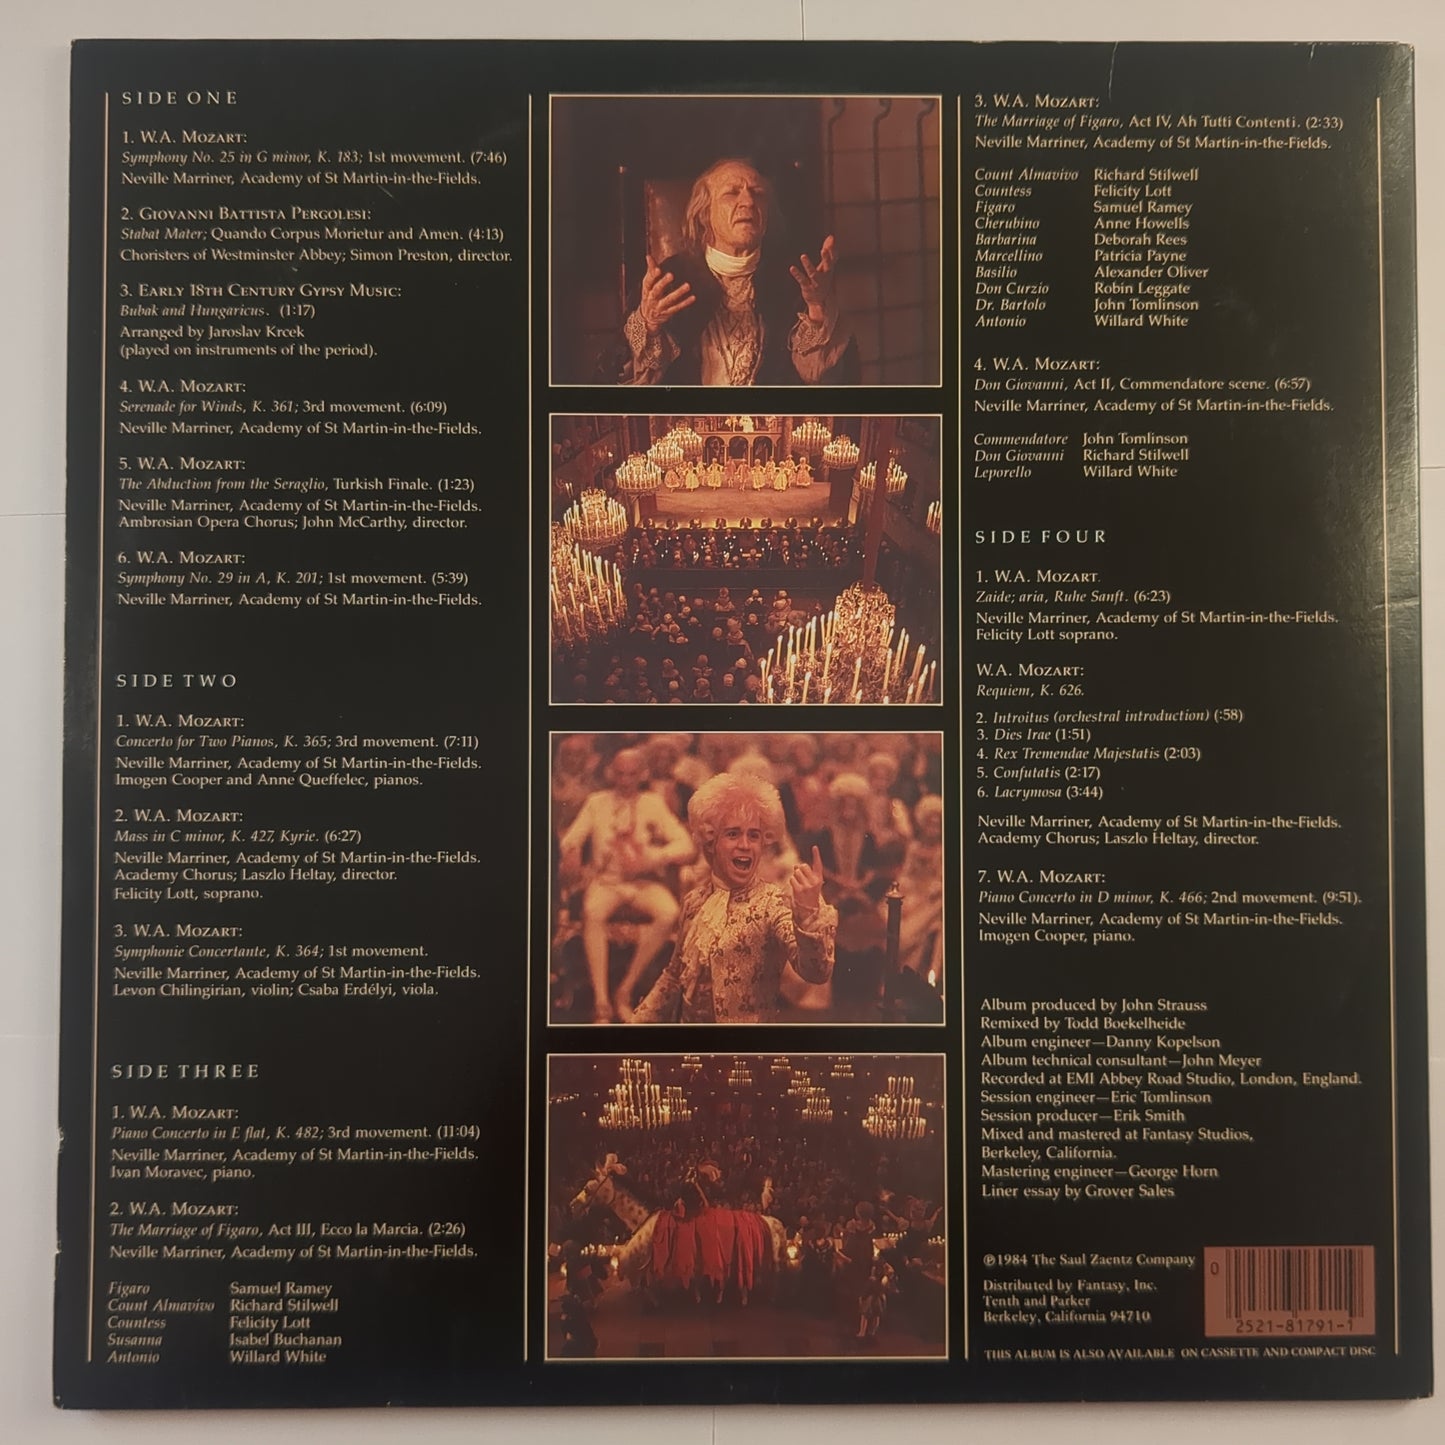 SIDE ONE
1. W.A. MOZART:
Symphony No. 25 in G minor, K. 183; 1st movement. (7:46)
Neville Marriner, Academy of St Martin-in-the-Fields.
2. GIOVANNI BATTISTA PERGOLESI:
Stabat Mater; Quando Corpus Morietur and Amen. (4:13)
Choristers of Westminster Abbey; Simon Preston, director.
3. EARLY 18TH CENTURY GYPSY MUSIC:
Bubak and Hungaricus. (1:17)
Arranged by Jaroslav Krcek
(played on instruments of the period).
4. W.A. MOZART:
Serenade for Winds, K. 361; 3rd movement. (6:09)
Neville Marriner, Academy of St Martin-in-the-Fields.
5. W.A. MOZART:
The Abduction from the Seraglio, Turkish Finale. (1:23)
Neville Marriner, Academy of St Martin-in-the-Fields.
Ambrosian Opera Chorus; John McCarthy, director.
6. W.A. MOZART:
Symphony No. 29 in A, K. 201; 1st movement. (5:39)
Neville Marriner, Academy of St Martin-in-the-Fields.
SIDE TWO
1. W.A. MOZART:
Concerto for Two Pianos, K. 365; 3rd movement. (7:11)
Neville Marriner, Academy of St Martin-in-the-Fields.
Imogen Cooper and Anne Queffelec, pianos.
2. W.A. MOZART:
Mass in C minor, K. 427, Kyrie. (6:27)
Neville Marriner, Academy of St Martin-in-the-Fields.
Academy Chorus; Laszlo Heltay, director.
Felicity Lott, soprano.
3. W.A. MOZART:
Symphonie Concertante, K. 364; 1st movement.
Neville Marriner, Academy of St Martin-in-the-Fields.
Levon Chilingirian, violin; Csaba Erdélyi, viola.
SIDE THREE
1. W.A. MOZART:
Piano Concerto in E flat, K. 482; 3rd movement. (11:04)
Neville Marriner, Academy of St Martin-in-the-Fields.
Ivan Moravec, piano.
2. W.A. MOZART:
The Marriage of Figaro, Act III, Ecco la Marcia. (2:26)
Neville Marriner, Academy of St Martin-in-the-Fields.
Figaro Samuel Ramey
Count Almavivo Richard Stilwell
Countess Felicity Lott
Susanna Isabel Buchanan
Antonio Willard White
3. W.A. MOZART:
The Marriage of Figaro, Act IV, Ah Tutti Contenti. (2:33)
Neville Marriner, Academy of St Martin-in-the-Fields.
Count Almavivo Richard Stilwell
Countess Felicity Lott
Figaro Samuel Ramey
Cherubino Anne Howells
Barbarina Deborah Rees
Marcellino Patricia Payne
Basilio Alexander Oliver
Don Curzio Robin Leggate
Dr. Bartolo John Tomlinson
Antonio Willard White
4. W.A. MOZART:
Don Giovanni, Act II, Commendatore scene. (6:57)
Neville Marriner, Academy of St Martin-in-the-Fields.
Commendatore John Tomlinson
Don Giovanni Richard Stilwell
Leporello Willard White
SIDE FOUR
1. W.A. MOZART.
Zaide; aria, Ruhe Sanft. (6:23)
Neville Marriner, Academy of St Martin-in-the-Fields.
Felicity Lott soprano.
W.A. MOZART:
Requiem, K. 626.
2. Introitus (orchestral introduction) (:58)
3. Dies Irae (1:51)
4. Rex Tremendae Majestatis (2:03)
5. Confutatis (2:17)
6. Lacrymosa (3:44)
Neville Marriner, Academy of St Martin-in-the-Fields.
Academy Chorus; Laszlo Heltay, director.
7. W.A. MOZART:
Piano Concerto in D minor, K. 466; 2nd movement. (9:51).
Neville Marriner, Academy of St Martin-in-the-Fields.
Imogen Cooper, piano.
Album produced by John Strauss
Remixed by Todd Boekelheide
Album engineer—Danny Kopelson
Album technical consultant—John Meyer
Recorded at EMI Abbey Road Studio, London, England.
Session engineer—Eric Tomlinson
Session producer—Erik Smith
Mixed and mastered at Fantasy Studios,
Berkeley, California.
Mastering engineer—George Horn
Liner essay by Grover Sales
℗1984 The Saul Zaentz Company
Distributed by Fantasy, Inc.
Tenth and Parker
Berkeley, California 94710
0
2521-81791-1
THIS ALBUM IS ALSO AVAILABLE ON CASSETTE AND COMPACT DISC